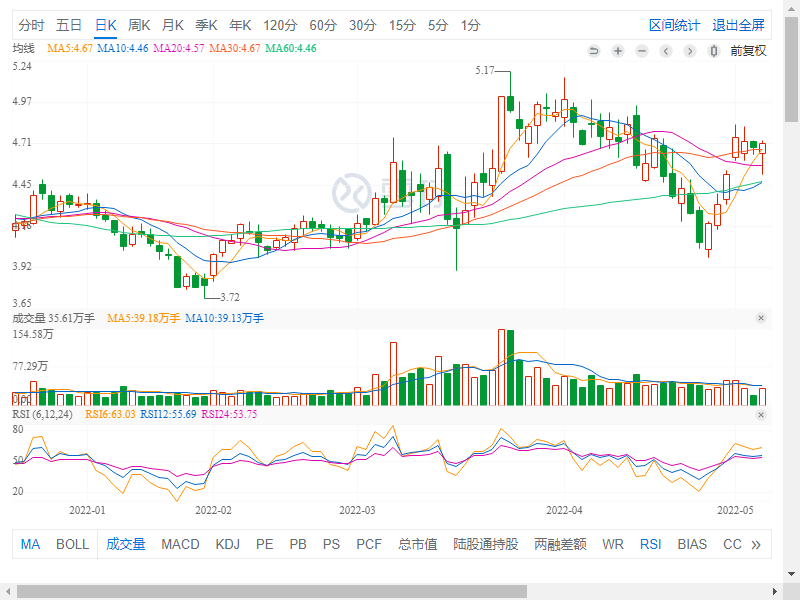 分时 五日 日K 周K 月K 季K 年K 120分 60分 30分 15分 5分 1分 区间统计 退出全屏
均线 MA5:4.67 MA10:4.46 MA20:4.57 MA30:4.67 MA60:4.46 前复权
5.24
5.17
4.97
4.71
4.45
3.92
3.72
3.65
成交量 35.61万手 MA5:39.18万手 MA10:39.13万手
154.58万
77.29万
0.00
RSI (6,12,24) RSI6:63.03 RSI12:55.69 RSI24:53.75
80
50
20
2022-01 2022-02 2022-03 2022-04 2022-05
MA BOLL 成交量 MACD KDJ PE PB PS PCF 总市值 陆股通持股 两融差额 WR RSI BIAS CC »